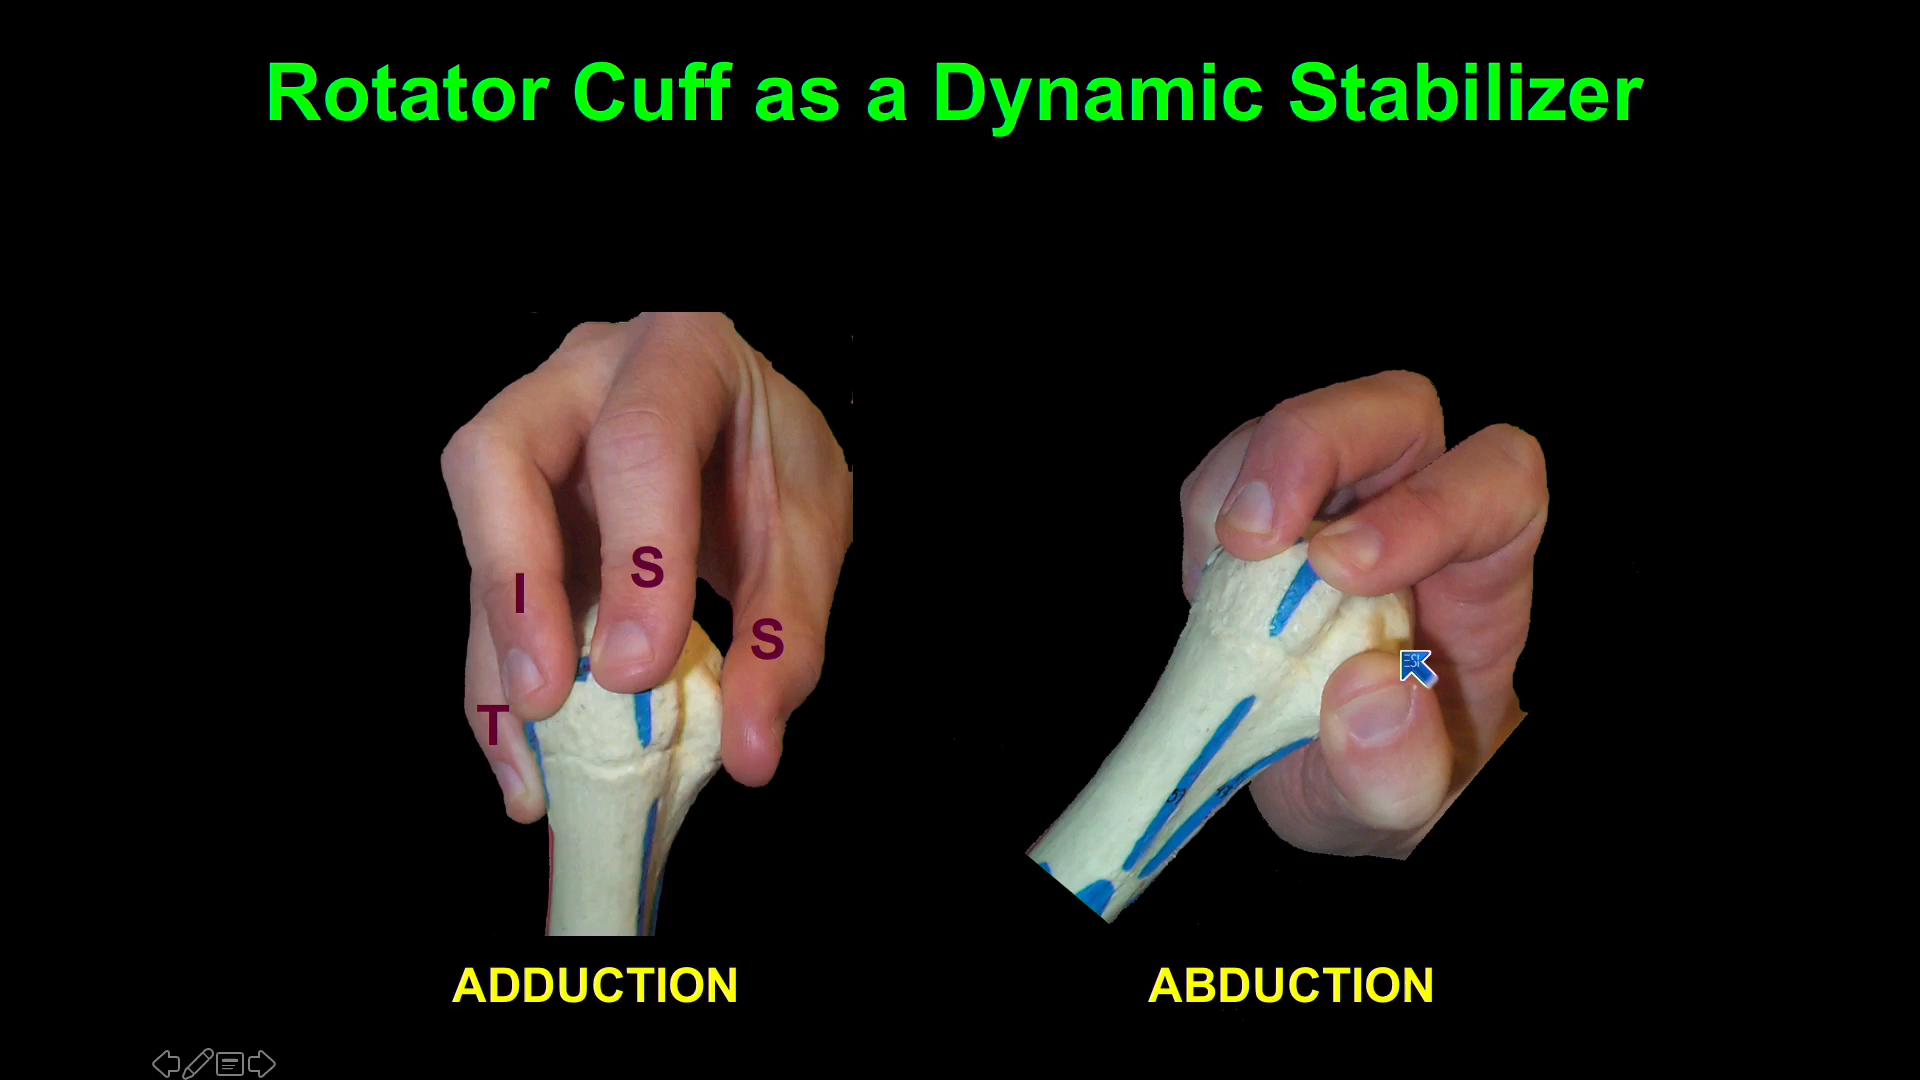 Rotator Cuff as a Dynamic Stabilizer
S
I
S
T
ADDUCTION
ABDUCTION